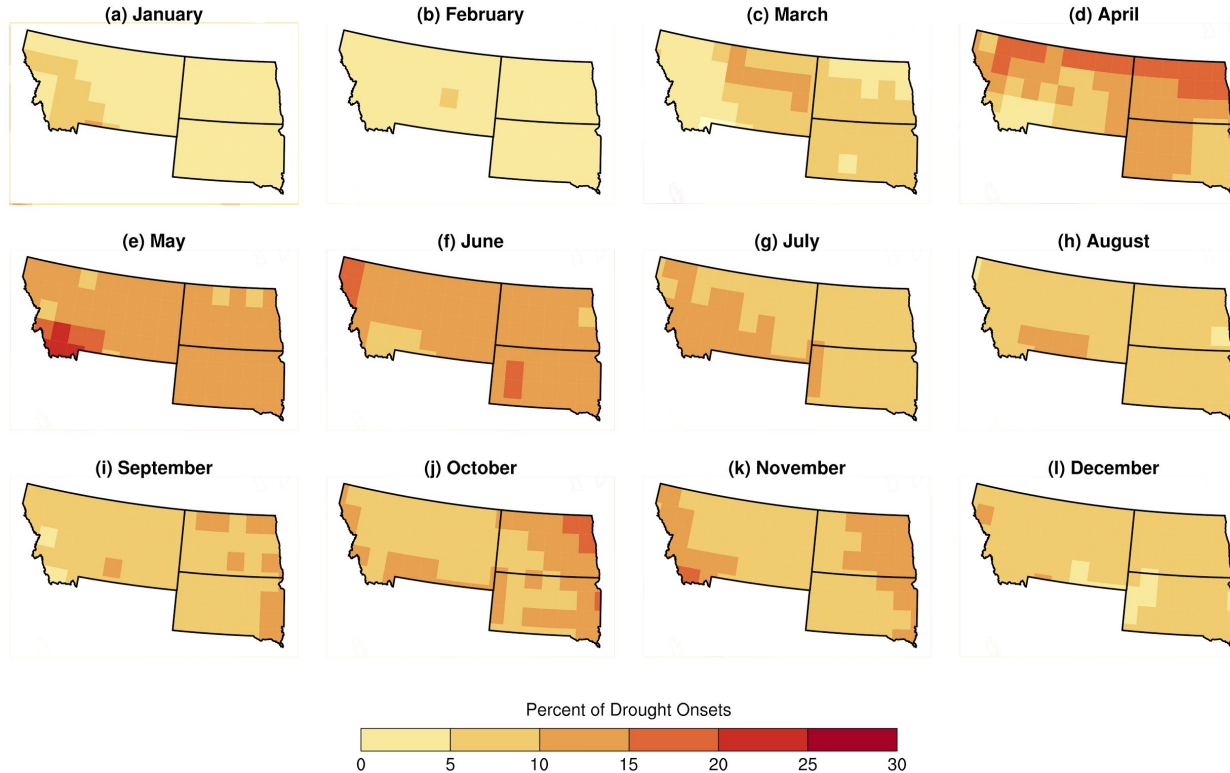 (a) January
(b) February
(c) March
(d) April
(e) May
(f) June
(g) July
(h) August
(i) September
(j) October
(k) November
(l) December
Percent of Drought Onsets
0 5 10 15 20 25 30